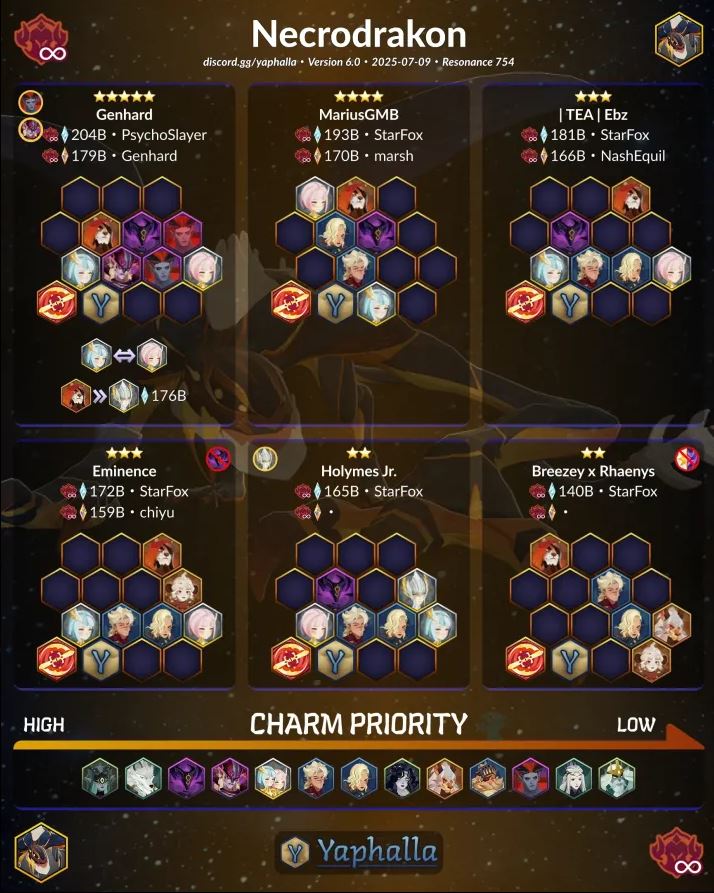 Necrodrakon
discord.gg/yaphalla • Version 6.0 • 2025-07-09 • Resonance 754
Genhard
204B • PsychoSlayer
179B • Genhard
176B
MariusGMB
193B • StarFox
170B • marsh
| TEA | Ebz
181B • StarFox
166B • NashEquil
Eminence
172B • StarFox
159B • chiyu
Holymes Jr.
165B • StarFox
•
Breezey x Rhaenys
140B • StarFox
•
HIGH
CHARM PRIORITY
LOW
Yaphalla